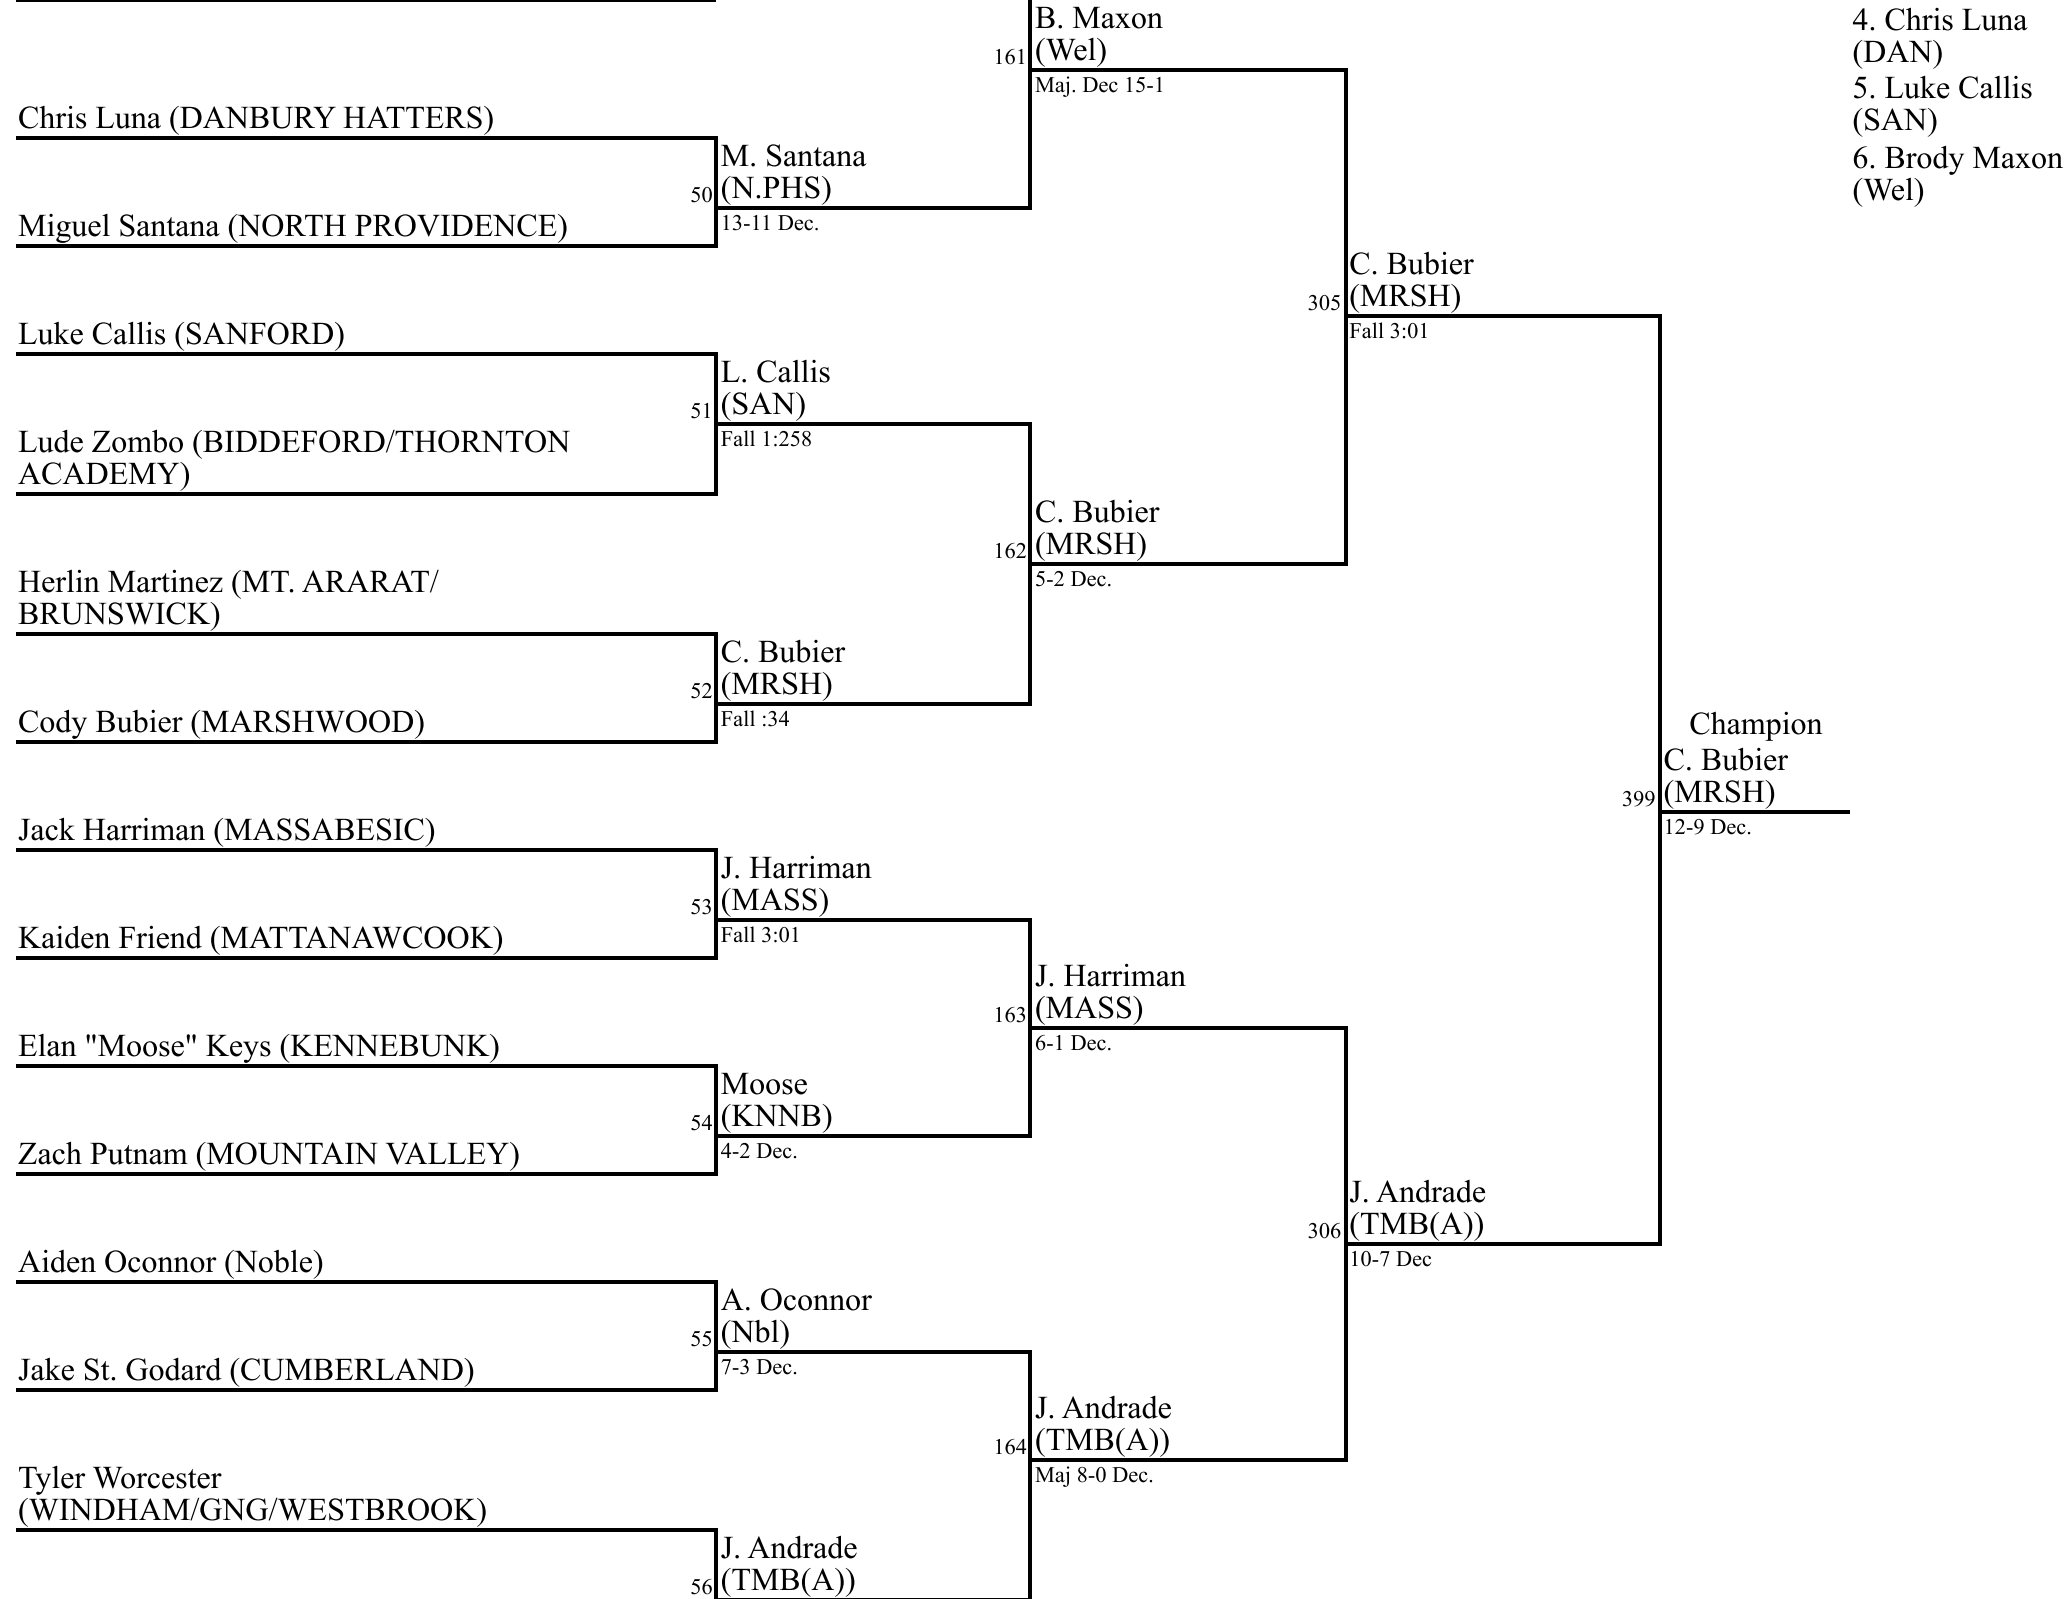 B. Maxon
161
(Wel)
Maj. Dec 15-1
4. Chris Luna
(DAN)
5. Luke Callis
(SAN)
6. Brody Maxon
(Wel)
Chris Luna (DANBURY HATTERS)
M. Santana
50
(N.PHS)
13-11 Dec.
Miguel Santana (NORTH PROVIDENCE)
C. Bubier
305
(MRSH)
Fall 3:01
Luke Callis (SANFORD)
L. Callis
51
(SAN)
Fall 1:258
Lude Zombo (BIDDEFORD/THORNTON
ACADEMY)
C. Bubier
162
(MRSH)
5-2 Dec.
Herlin Martinez (MT. ARARAT/
BRUNSWICK)
C. Bubier
52
(MRSH)
Fall :34
Cody Bubier (MARSHWOOD)
Champion
C. Bubier
399
(MRSH)
12-9 Dec.
Jack Harriman (MASSABESIC)
J. Harriman
53
(MASS)
Fall 3:01
Kaiden Friend (MATTANAWCOOK)
J. Harriman
163
(MASS)
6-1 Dec.
Elan "Moose" Keys (KENNEBUNK)
Moose
54
(KNNB)
4-2 Dec.
Zach Putnam (MOUNTAIN VALLEY)
J. Andrade
306
(TMB(A))
10-7 Dec
Aiden Oconnor (Noble)
A. Oconnor
55
(Nbl)
7-3 Dec.
Jake St. Godard (CUMBERLAND)
J. Andrade
164
(TMB(A))
Maj 8-0 Dec.
Tyler Worcester
(WINDHAM/GNG/WESTBROOK)
J. Andrade
56
(TMB(A))